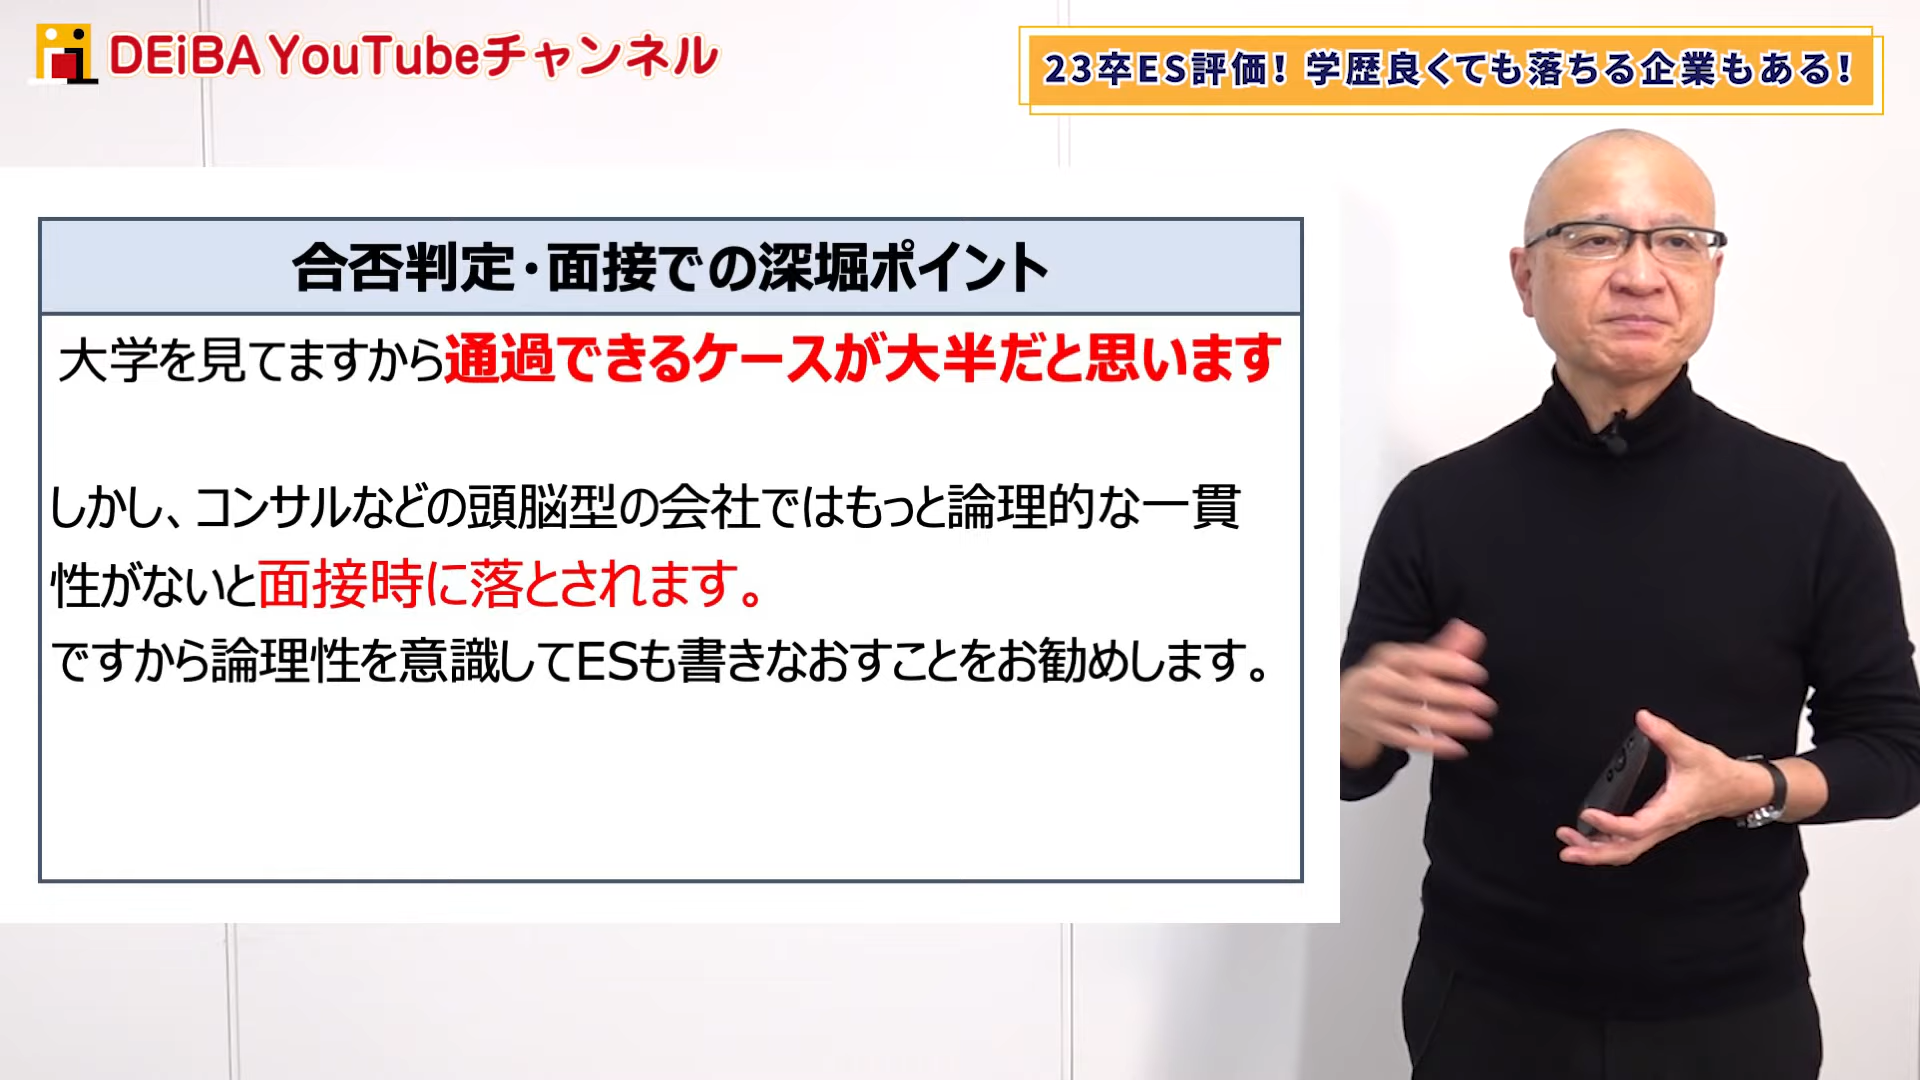 DEiBA YouTubeチャンネル
23卒ES評価！学歴良くても落ちる企業もある！
合否判定・面接での深堀ポイント
大学を見てますから通過できるケースが大半だと思います
しかし、コンサルなどの頭脳型の会社ではもっと論理的な一貫
性がないと面接時に落とされます。
ですから論理性を意識してESも書きなおすことをお勧めします。